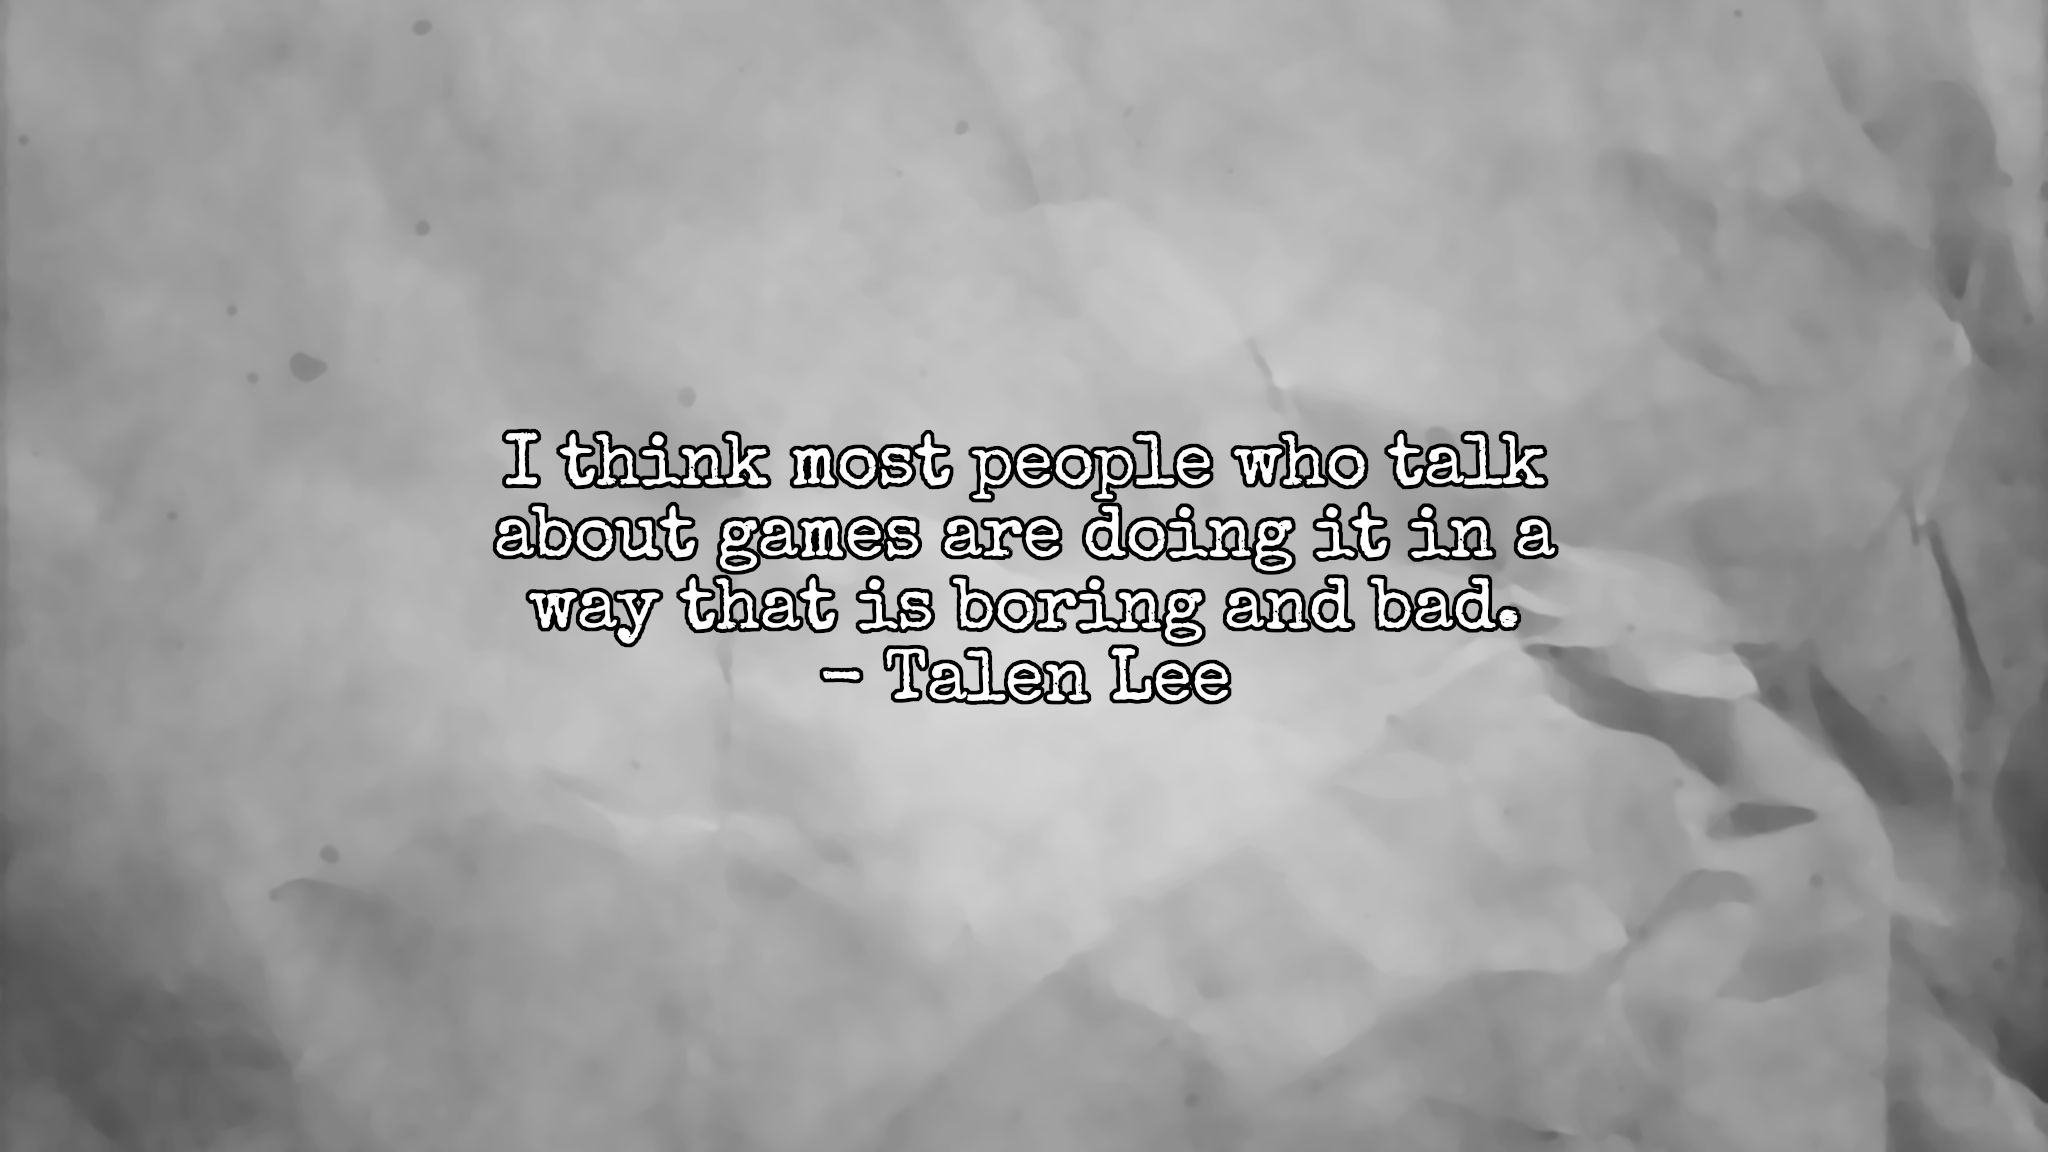 I think most people who talk
about games are doing it in a
way that is boring and bad.
- Talen Lee